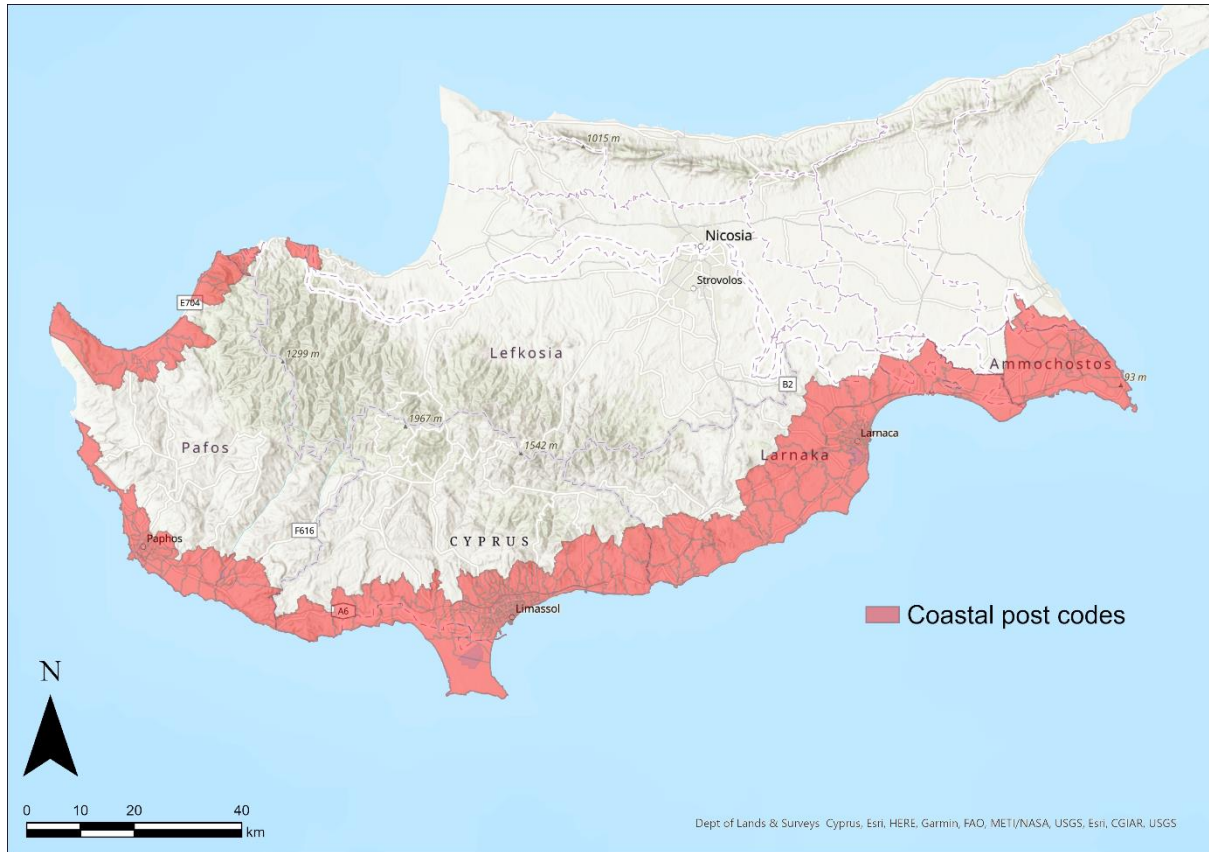 1015 m
Nicosia
Strovolos
E704
Lefkosia
1299 m
B2
Ammochostos
93 m
1967 m
Larnaca
Pafos
1542 m
Larnaka
F616
CYPRUS
Paphos
A6
Limassol
Coastal post codes
N
0 10 20 40
km
Dept of Lands & Surveys Cyprus, Esri, HERE, Garmin, FAO, METI/NASA, USGS, Esri, CGIAR, USGS